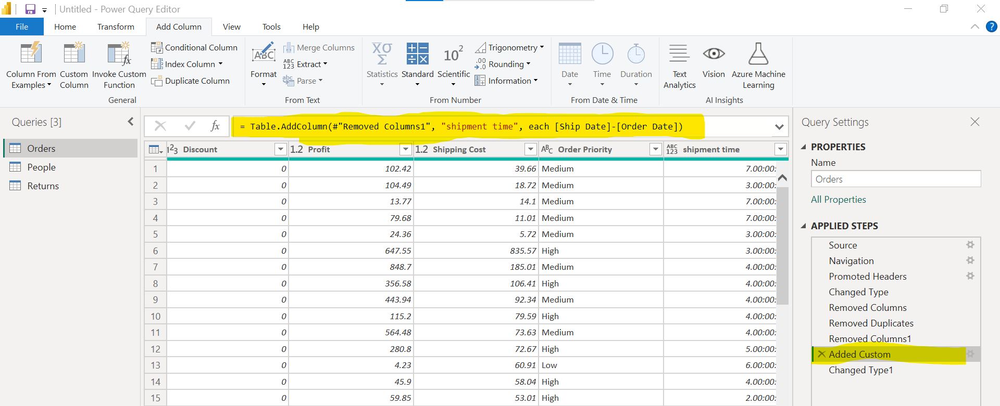 Untitled - Power Query Editor
File Home Transform Add Column View Tools Help
?
Column From Examples
Custom Column
Invoke Custom Function
Conditional Column
Index Column
Duplicate Column
General
ABC
Format
Merge Columns
ABC 123 Extract
abc Parse
From Text
Xσ Σ
Statistics
Standard
10²
Scientific
Trigonometry
.00 →.0 Rounding
Information
From Number
Date
Time
Duration
From Date & Time
Text Analytics
Vision
Azure Machine Learning
AI Insights
Queries [3]
Orders
People
Returns
fx = Table.AddColumn(#"Removed Columns1", "shipment time", each [Ship Date]-[Order Date])
1²3 Discount 1.2 Profit 1.2 Shipping Cost ABC Order Priority ABC 123 shipment time
1 0 102.42 39.66 Medium 7.00:00:
2 0 104.49 18.72 Medium 3.00:00:
3 0 13.77 14.1 Medium 7.00:00:
4 0 79.68 11.01 Medium 7.00:00:
5 0 24.36 5.72 Medium 3.00:00:
6 0 647.55 835.57 High 3.00:00:
7 0 848.7 185.01 Medium 4.00:00:
8 0 356.58 106.41 High 4.00:00:
9 0 443.94 92.34 Medium 4.00:00:
10 0 115.2 79.59 High 4.00:00:
11 0 564.48 73.63 Medium 4.00:00:
12 0 280.8 72.67 High 5.00:00:
13 0 4.23 60.91 Low 6.00:00:
14 0 45.9 58.04 High 4.00:00:
15 0 59.85 53.01 High 2.00:00:
Query Settings
PROPERTIES
Name
Orders
All Properties
APPLIED STEPS
Source
Navigation
Promoted Headers
Changed Type
Removed Columns
Removed Duplicates
Removed Columns1
Added Custom
Changed Type1